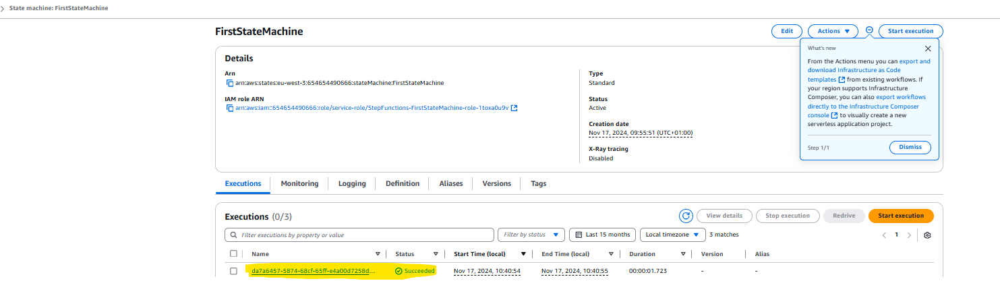 State machine: FirstStateMachine
FirstStateMachine
Edit
Actions
Start execution
What's new
From the Actions menu you can export and
download Infrastructure as Code
templates from existing workflows. If
your region supports Infrastructure
Composer, you can also export workflows
directly to the Infrastructure Composer
console to visually create a new
serverless application project.
Step 1/1
Dismiss
Details
Arn
arn:aws:states:eu-west-3:654654490666:stateMachine:FirstStateMachine
IAM role ARN
arn:aws:iam::654654490666:role/service-role/StepFunctions-FirstStateMachine-role-1toxa0u9v
Type
Standard
Status
Active
Creation date
Nov 17, 2024, 09:55:51 (UTC+01:00)
X-Ray tracing
Disabled
Executions Monitoring Logging Definition Aliases Versions Tags
Executions (0/3)
View details
Stop execution
Redrive
Start execution
Filter executions by property or value
Filter by status
Last 15 months
Local timezone
3 matches
1
Name Status Start Time (local) End Time (local) Duration Version Alias
da7a6457-5874-68cf-65ff-e4a00d7258d... Succeeded Nov 17, 2024, 10:40:54 Nov 17, 2024, 10:40:55 00:00:01.723 - -